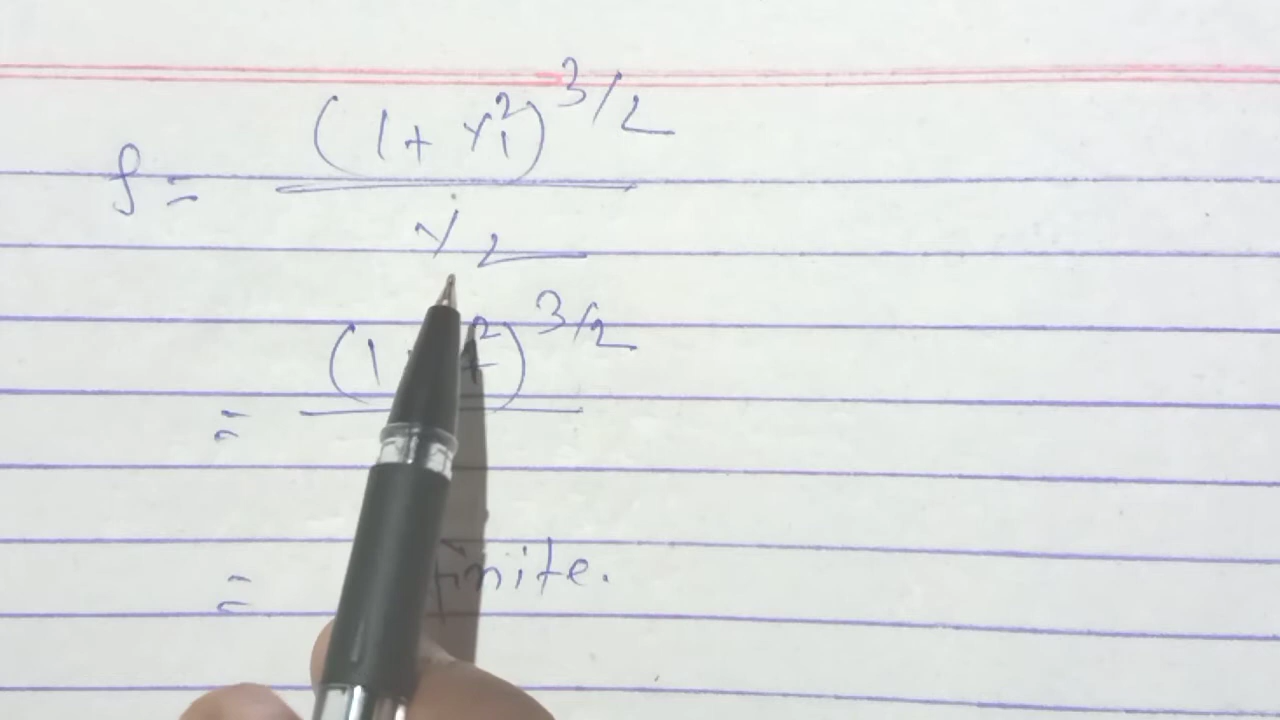 ρ = (1 + y₁²)^3/2
y₂
= (1 ²)^3/2
= finite.